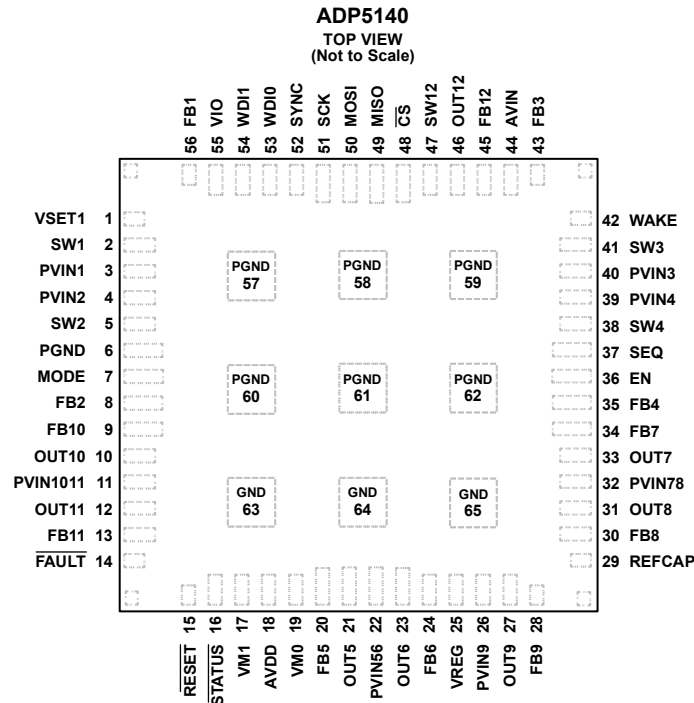 ADP5140
TOP VIEW
(Not to Scale)
56 FB1
55 VIO
54 WDI1
53 WDI0
52 SYNC
51 SCK
50 MOSI
49 MISO
48 CS
47 SW12
46 OUT12
45 FB12
44 AVIN
43 FB3
VSET1 1
SW1 2
PVIN1 3
PVIN2 4
SW2 5
PGND 6
MODE 7
FB2 8
FB10 9
OUT10 10
PVIN1011 11
OUT11 12
FB11 13
FAULT 14
PGND
57
PGND
58
PGND
59
PGND
60
PGND
61
PGND
62
GND
63
GND
64
GND
65
42 WAKE
41 SW3
40 PVIN3
39 PVIN4
38 SW4
37 SEQ
36 EN
35 FB4
34 FB7
33 OUT7
32 PVIN78
31 OUT8
30 FB8
29 REFCAP
RESET 15
STATUS 16
VM1 17
AVDD 18
VM0 19
FB5 20
OUT5 21
PVIN56 22
OUT6 23
FB6 24
VREG 25
PVIN9 26
OUT9 27
FB9 28